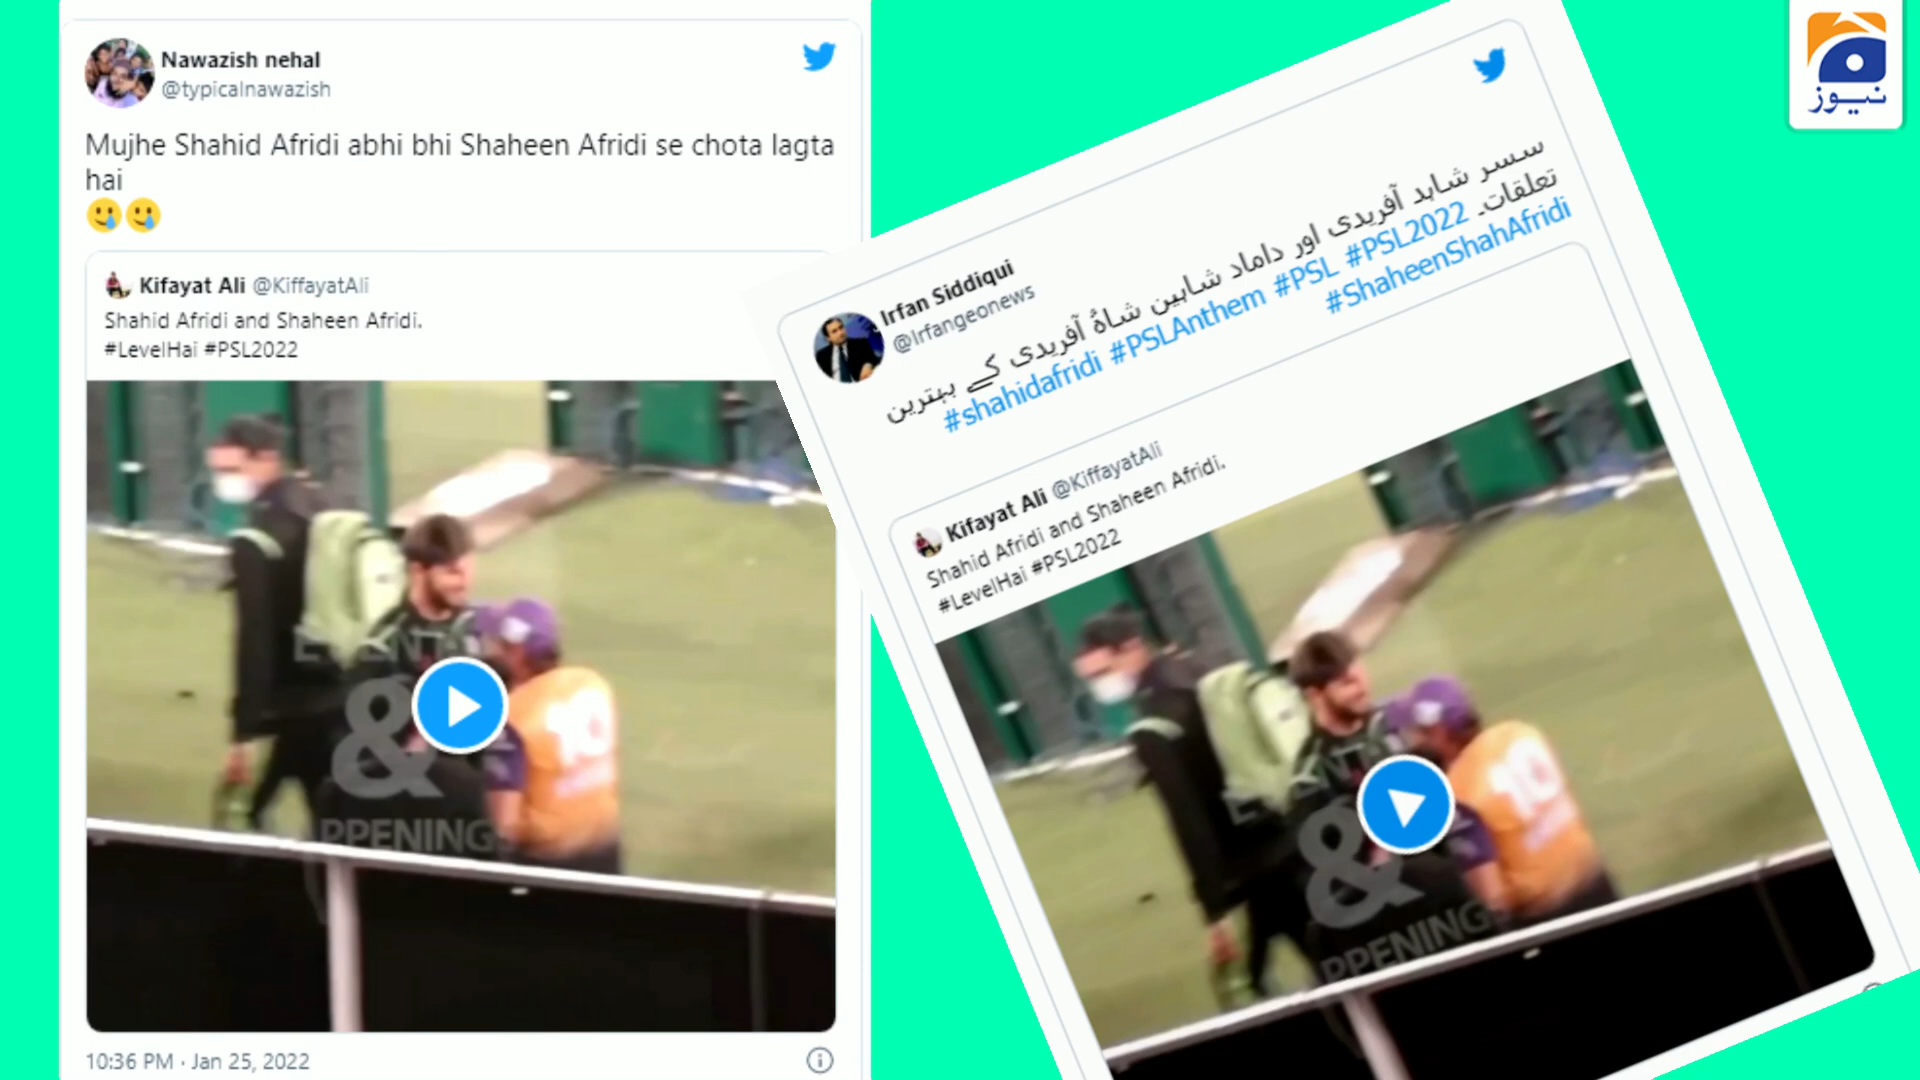 Nawazish nehal
@typicalnawazish
Mujhe Shahid Afridi abhi bhi Shaheen Afridi se chota lagta
hai
🥲🥲
Kifayat Ali @KiffayatAli
Shahid Afridi and Shaheen Afridi.
#LevelHai #PSL2022
EVENT
&
PPENING
10
10:36 PM · Jan 25, 2022
Irfan Siddiqui
@Irfangeonews
سسر شاہد آفریدی اور داماد شاہین شاہُ آفریدی کے بہترین
تعلقات۔ #PSL2022 #PSL #PSLAnthem #shahidafridi
#ShaheenShahAfridi
Kifayat Ali @KiffayatAli
Shahid Afridi and Shaheen Afridi.
#LevelHai #PSL2022
&
PPENING
10
نیوز